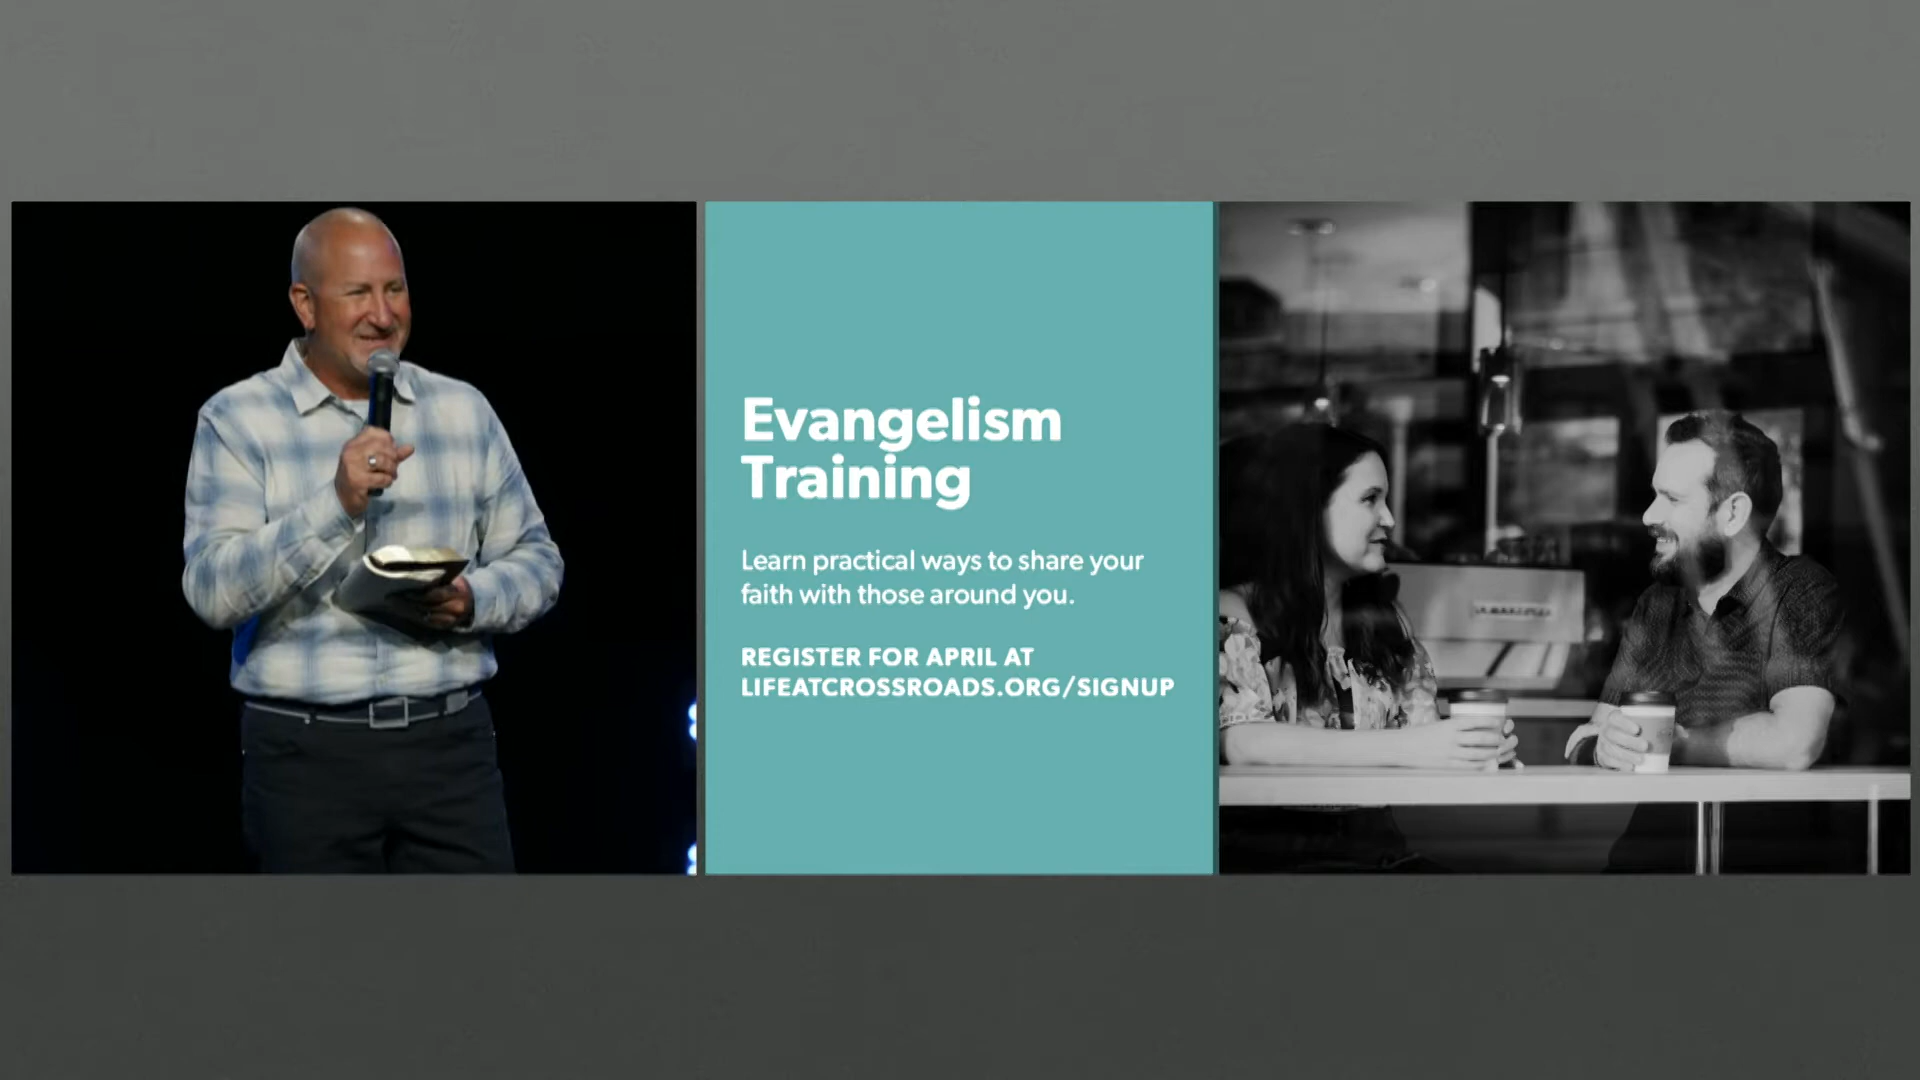 Evangelism
Training
Learn practical ways to share your
faith with those around you.
REGISTER FOR APRIL AT
LIFEATCROSSROADS.ORG/SIGNUP